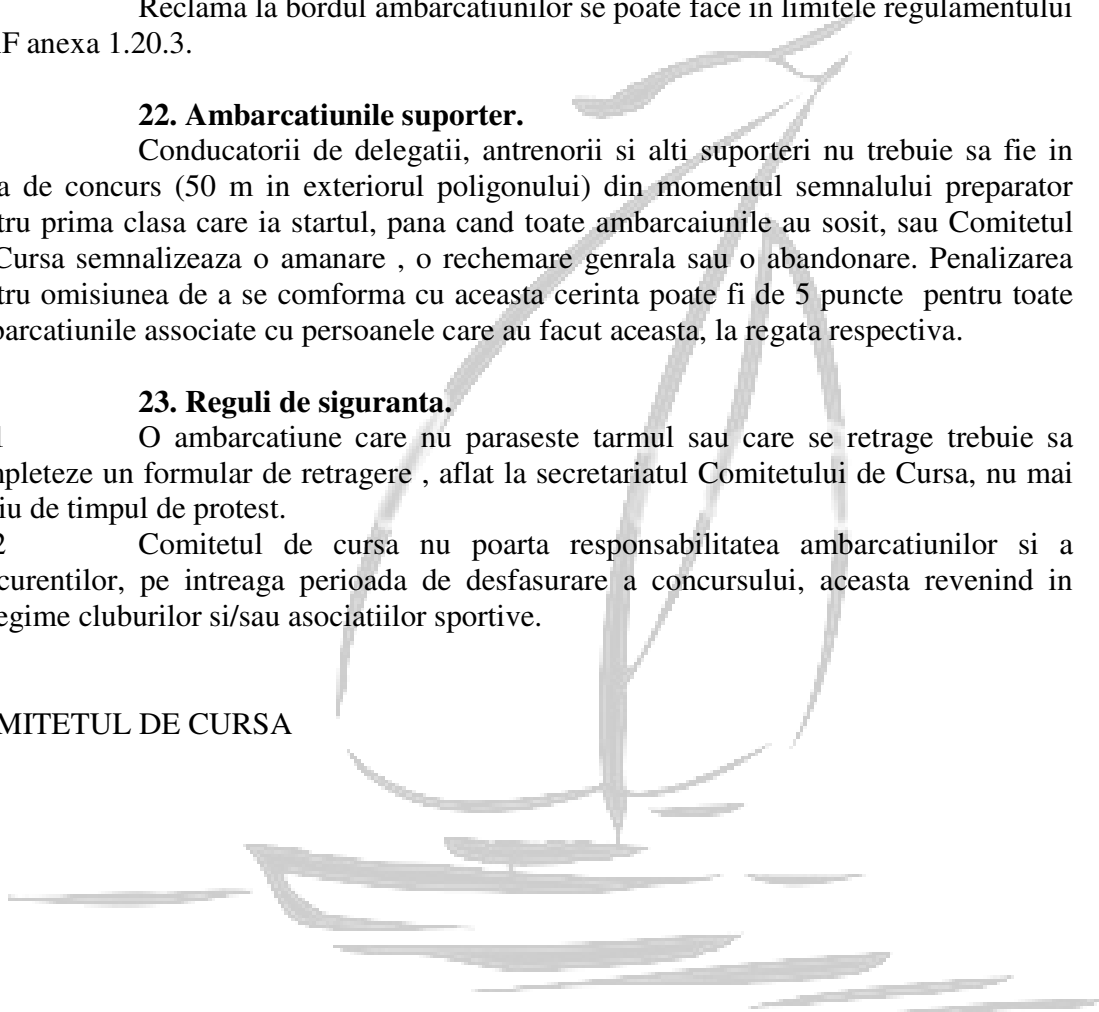 Reclama la bordul ambarcatiunilor se poate face in limitele regulamentului
F anexa 1.20.3.
22. Ambarcatiunile suporter.
Conducatorii de delegatii, antrenorii si alti suporteri nu trebuie sa fie in
a de concurs (50 m in exteriorul poligonului) din momentul semnalului preparator
tru prima clasa care ia startul, pana cand toate ambarcaiunile au sosit, sau Comitetul
Cursa semnalizeaza o amanare , o rechemare genrala sau o abandonare. Penalizarea
tru omisiunea de a se comforma cu aceasta cerinta poate fi de 5 puncte pentru toate
barcatiunile associate cu persoanele care au facut aceasta, la regata respectiva.
23. Reguli de siguranta.
1 O ambarcatiune care nu paraseste tarmul sau care se retrage trebuie sa
mpleteze un formular de retragere , aflat la secretariatul Comitetului de Cursa, nu mai
iu de timpul de protest.
2 Comitetul de cursa nu poarta responsabilitatea ambarcatiunilor si a
curentilor, pe intreaga perioada de desfasurare a concursului, aceasta revenind in
egime cluburilor si/sau asociatiilor sportive.
MITETUL DE CURSA